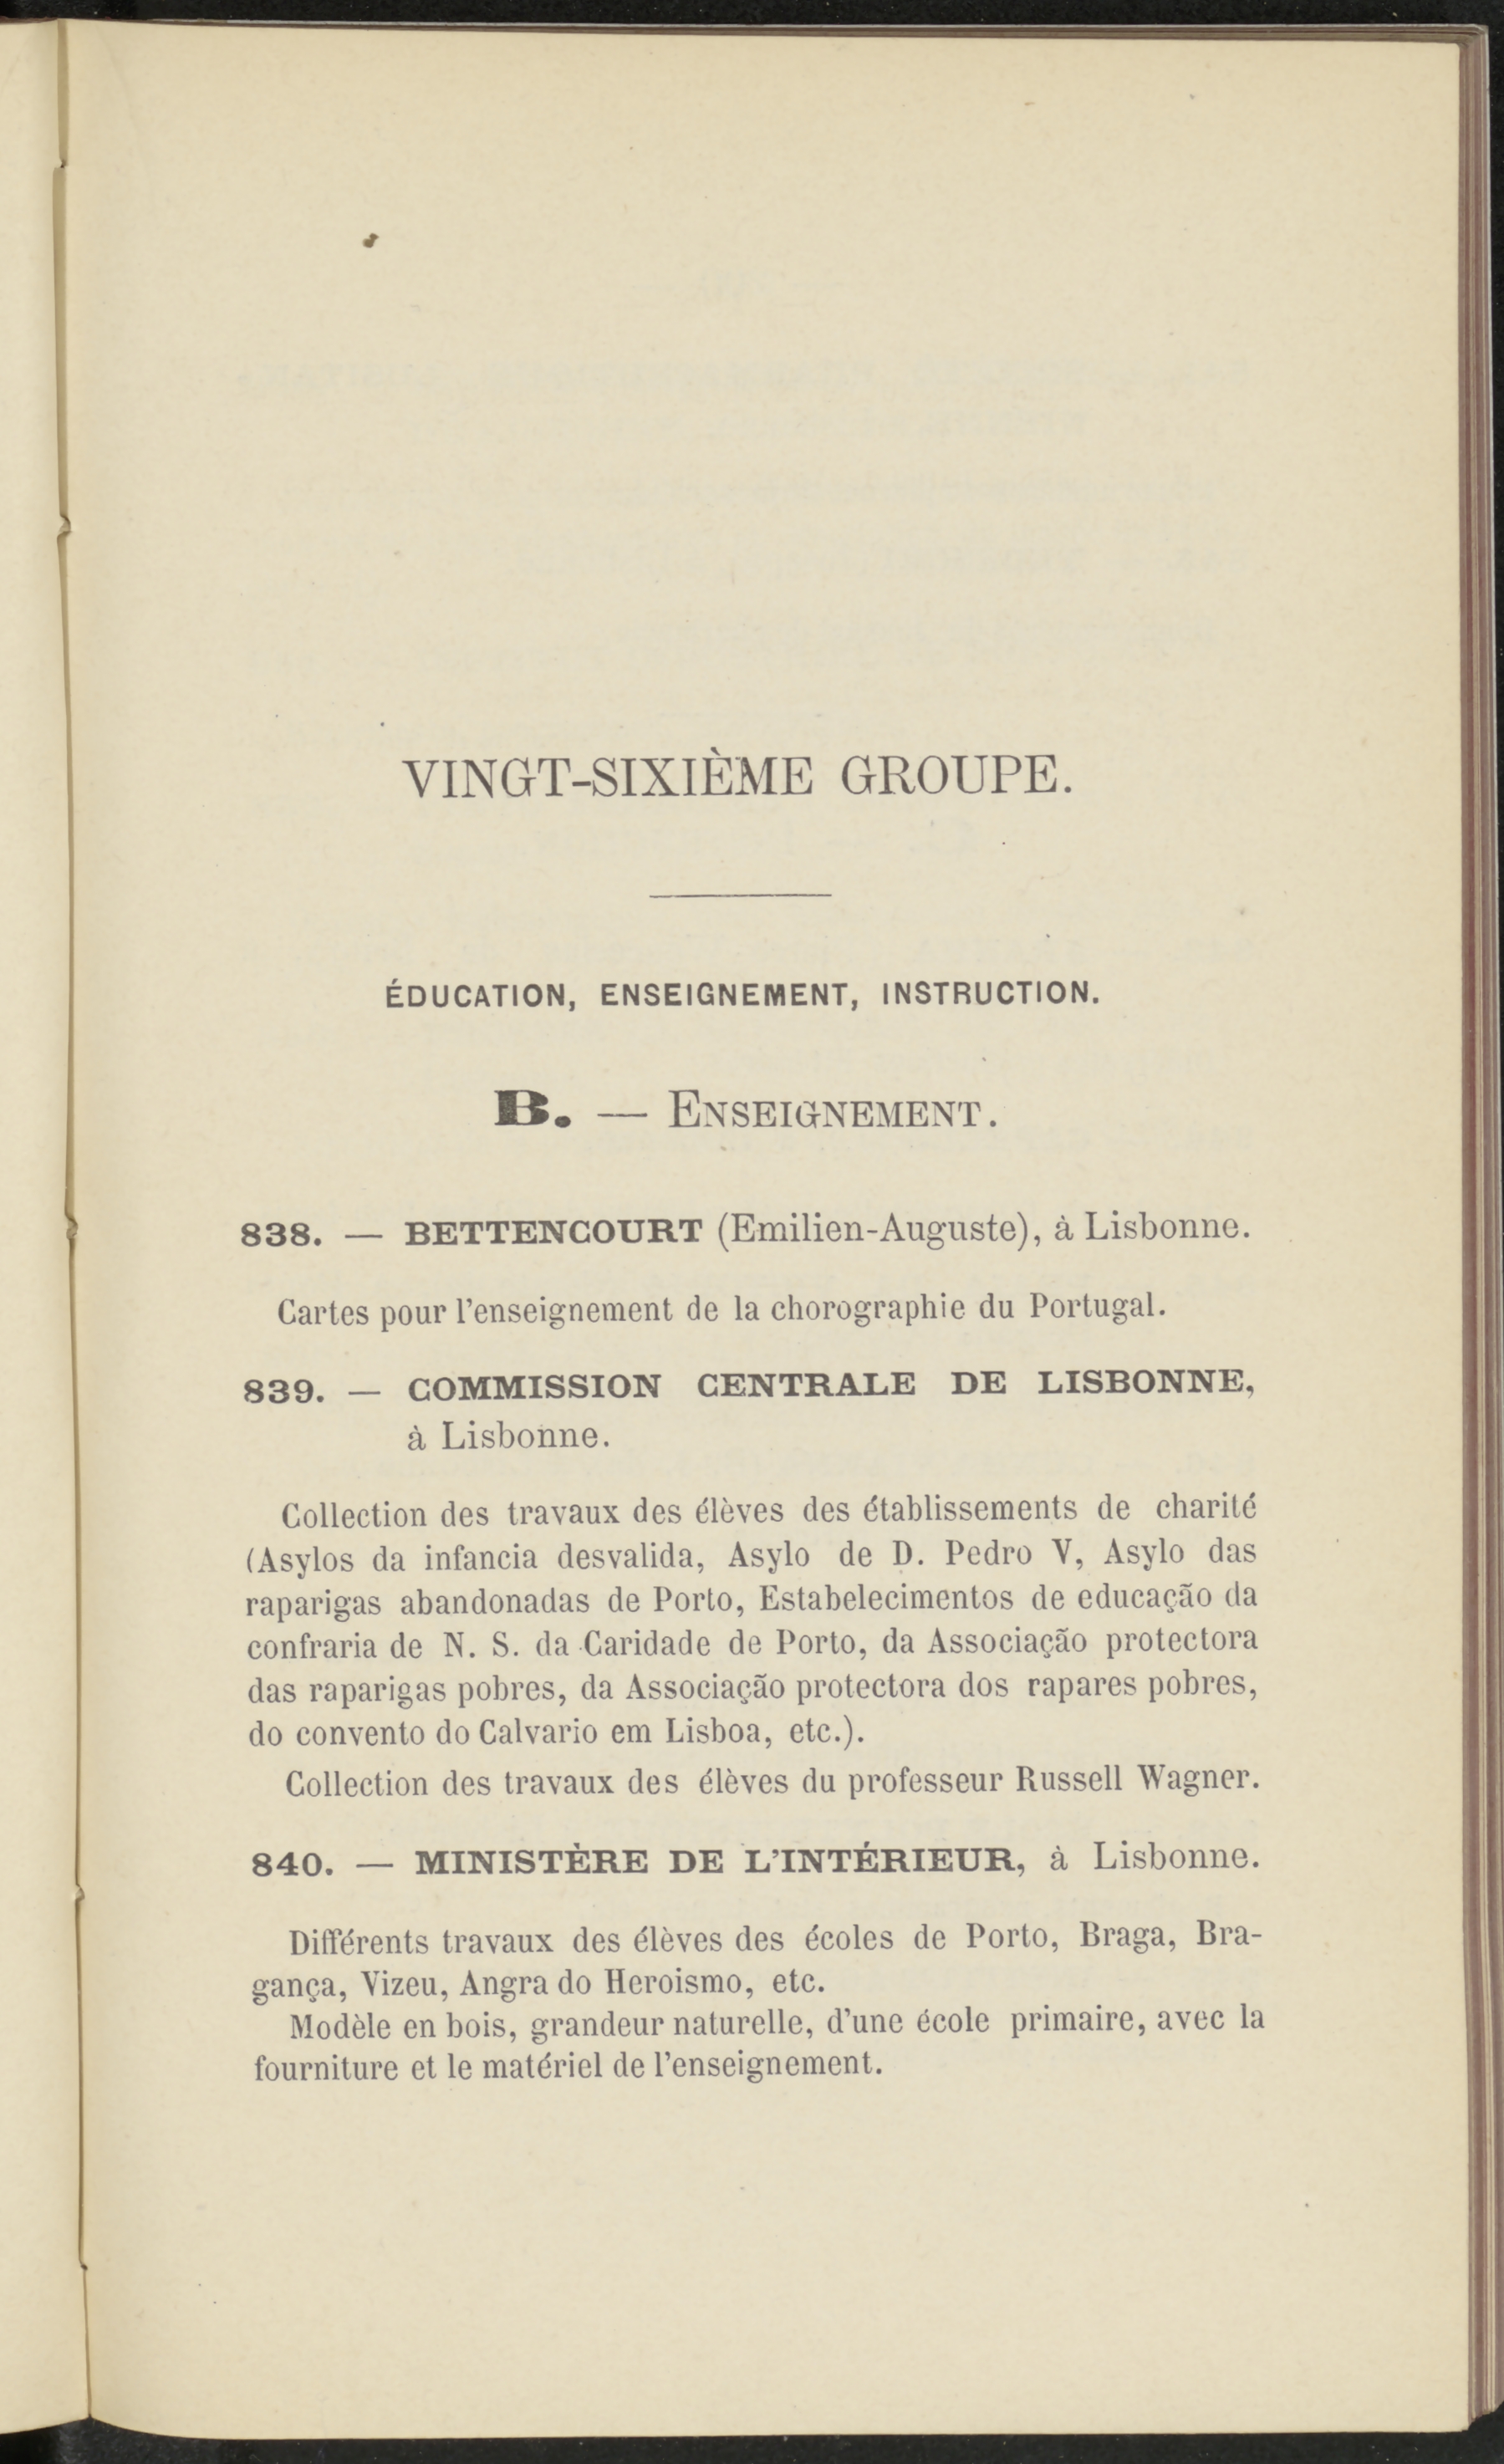 VINGT-SIXIÈME GROUPE.
ÉDUCATION, ENSEIGNEMENT, INSTRUCTION.
B. — ENSEIGNEMENT.
838. — BETTENCOURT (Emilien-Auguste), à Lisbonne.
Cartes pour l'enseignement de la chorographie du Portugal.
839. — COMMISSION CENTRALE DE LISBONNE,
à Lisbonne.
Collection des travaux des élèves des établissements de charité
(Asylos da infancia desvalida, Asylo de D. Pedro V, Asylo das
raparigas abandonadas de Porto, Estabelecimentos de educação da
confraria de N. S. da Caridade de Porto, da Associação protectora
das raparigas pobres, da Associação protectora dos rapares pobres,
do convento do Calvario em Lisboa, etc.).
Collection des travaux des élèves du professeur Russell Wagner.
840. — MINISTÈRE DE L'INTÉRIEUR, à Lisbonne.
Différents travaux des élèves des écoles de Porto, Braga, Bra-
gança, Vizeu, Angra do Heroismo, etc.
Modèle en bois, grandeur naturelle, d'une école primaire, avec la
fourniture et le matériel de l'enseignement.